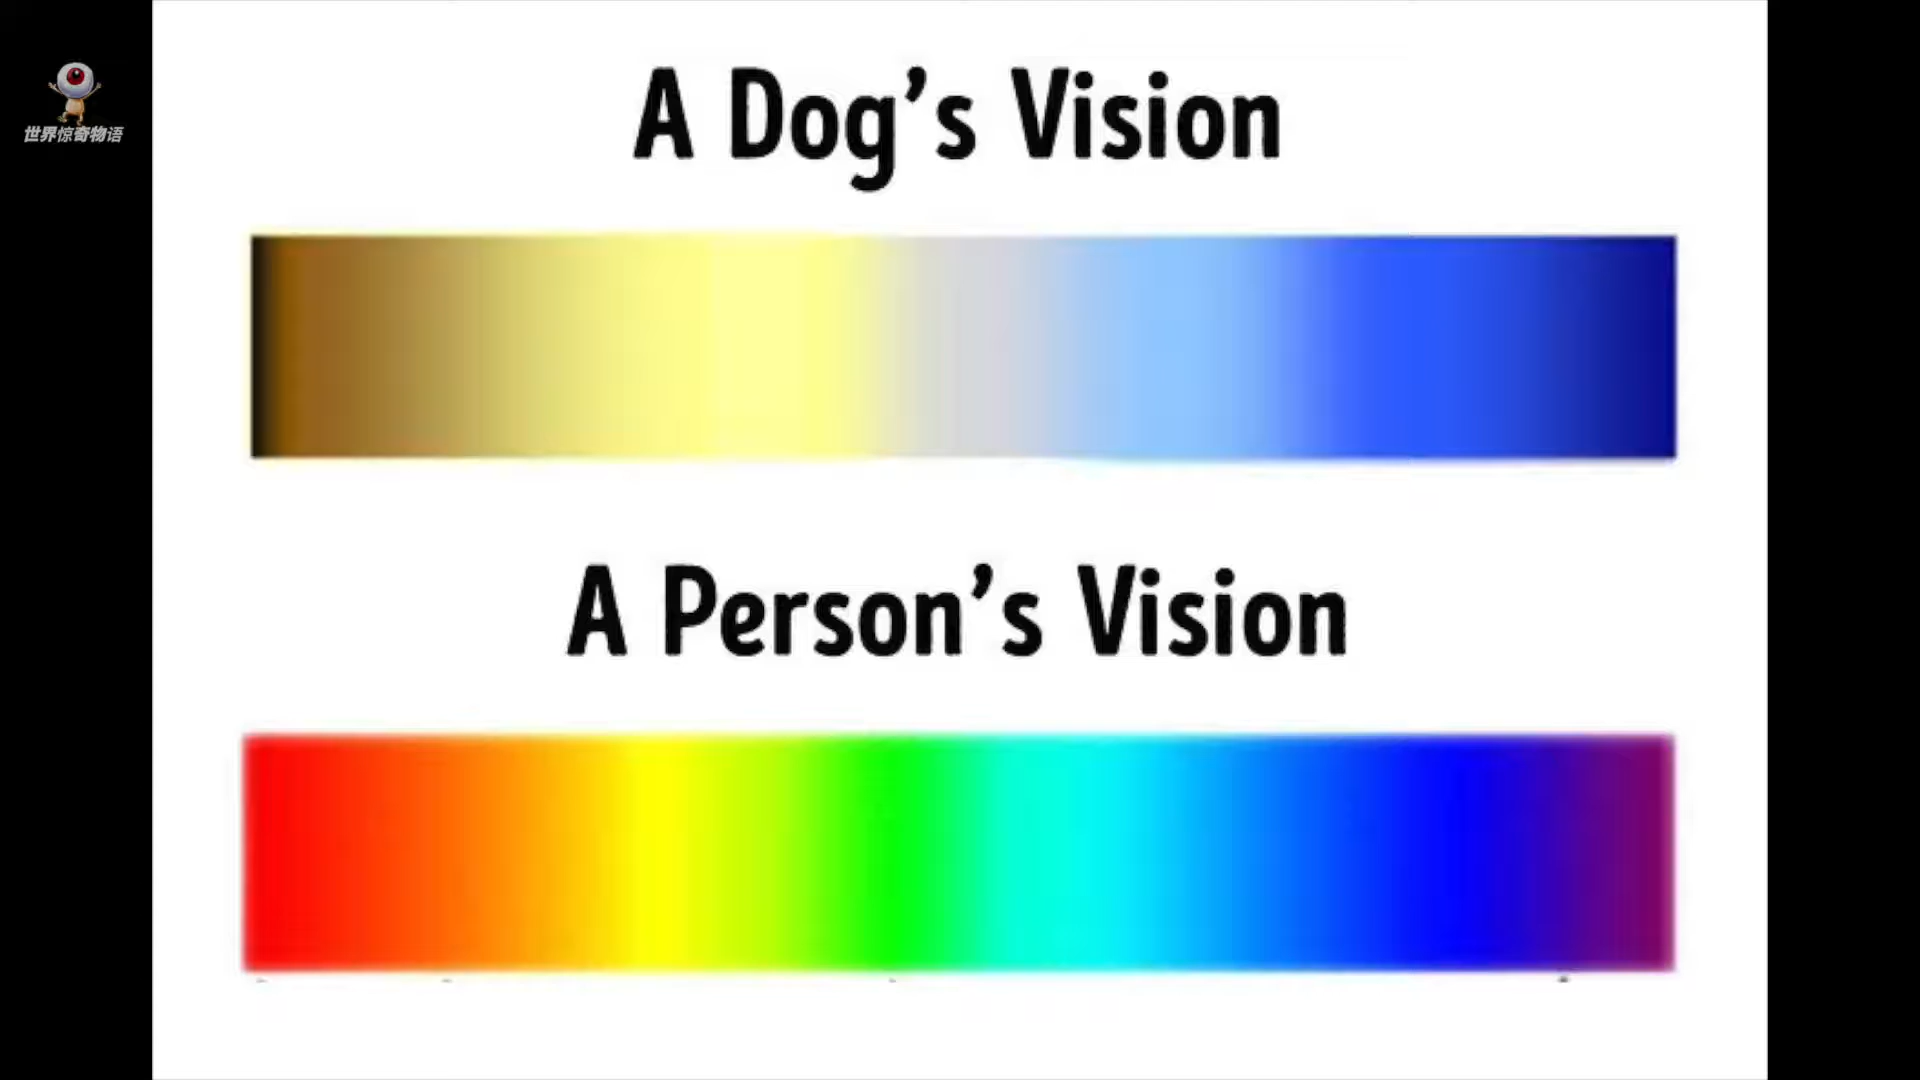 世界惊奇物语
A Dog's Vision
A Person's Vision